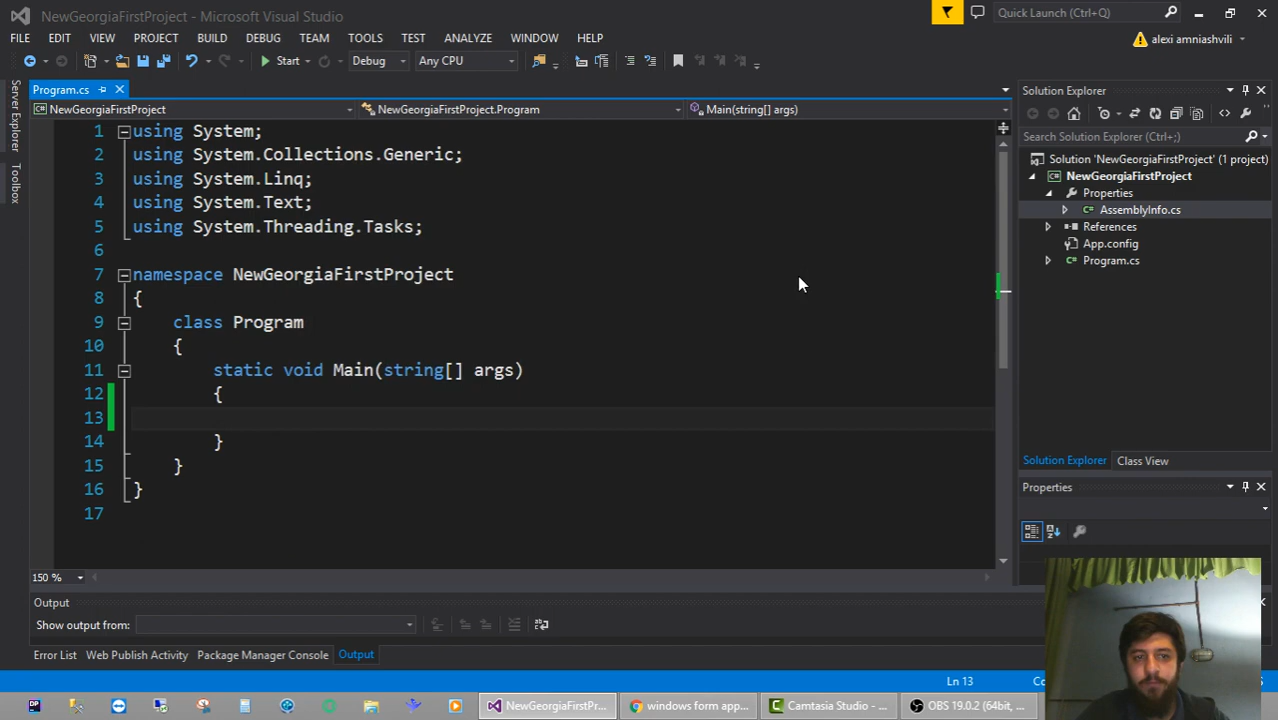 NewGeorgiaFirstProject - Microsoft Visual Studio
Quick Launch (Ctrl+Q)
FILE EDIT VIEW PROJECT BUILD DEBUG TEAM TOOLS TEST ANALYZE WINDOW HELP
alexi amniashvili
Start Debug Any CPU
Server Explorer
Toolbox
Program.cs
NewGeorgiaFirstProject NewGeorgiaFirstProject.Program Main(string[] args)
1 using System;
2 using System.Collections.Generic;
3 using System.Linq;
4 using System.Text;
5 using System.Threading.Tasks;
6
7 namespace NewGeorgiaFirstProject
8 {
9 class Program
10 {
11 static void Main(string[] args)
12 {
13
14 }
15 }
16 }
17
150 %
Solution Explorer
Search Solution Explorer (Ctrl+;)
Solution 'NewGeorgiaFirstProject' (1 project)
NewGeorgiaFirstProject
Properties
AssemblyInfo.cs
References
App.config
Program.cs
Solution Explorer Class View
Properties
Output
Show output from:
Error List Web Publish Activity Package Manager Console Output
Ln 13
DP NewGeorgiaFirstPro... windows form app... Camtasia Studio - ... OBS 19.0.2 (64bit, ...